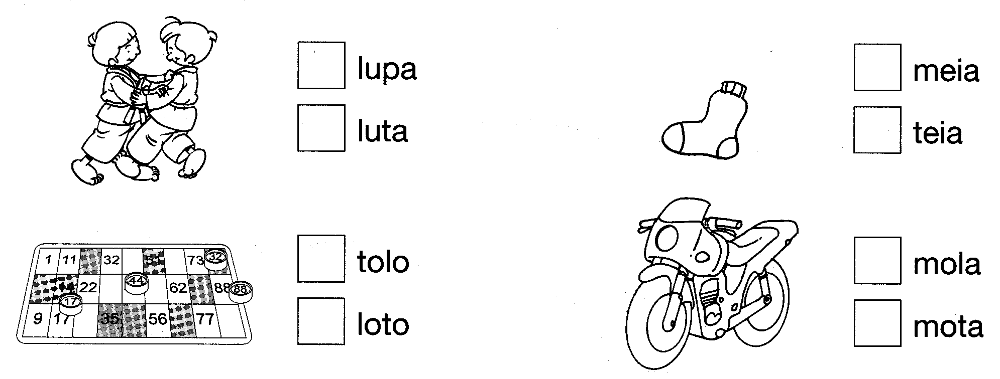 lupa
luta
meia
teia
1 11 32 51 73 32
14 22 44 62 88 88
17
9 17 35 56 77
tolo
loto
mola
mota